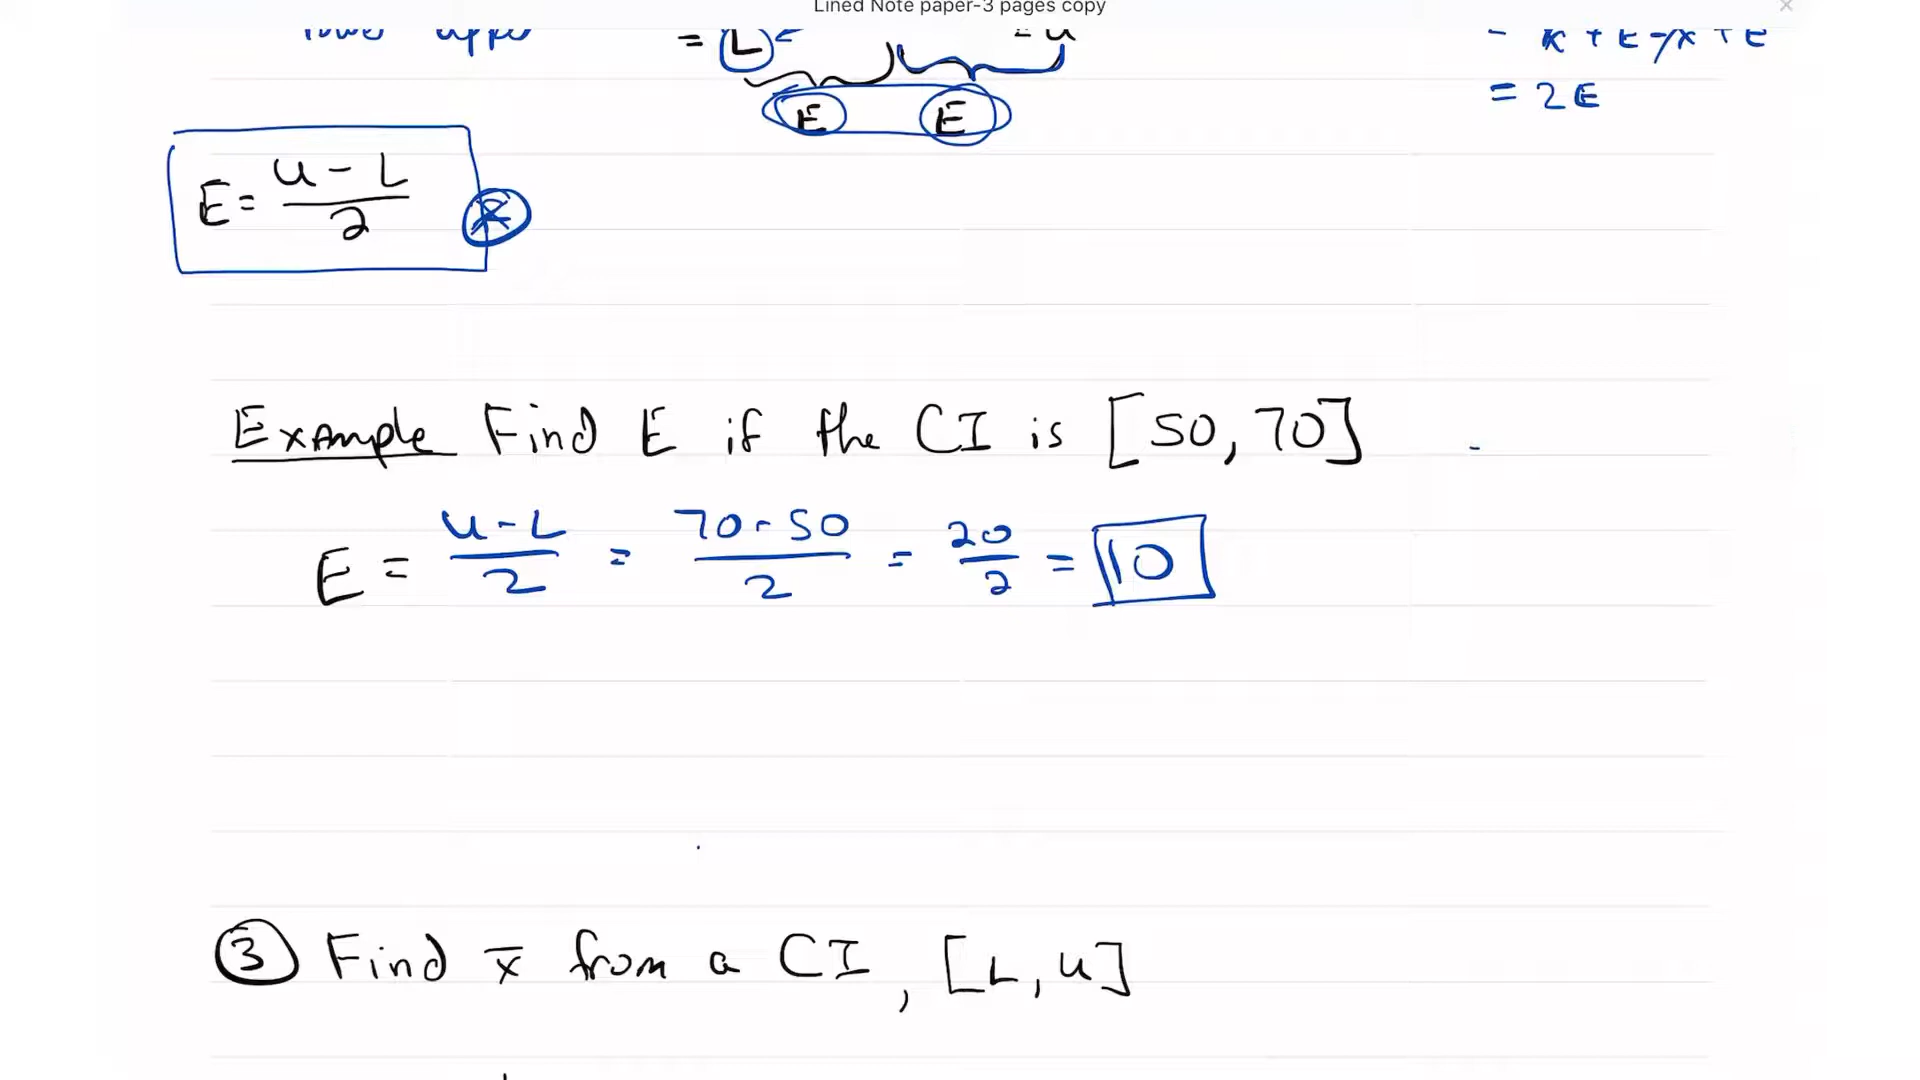 Lined Note paper-3 pages copy
= L
= u
- x + E - x + E
E E
= 2E
E = u - L / 2 *
Example Find E if the CI is [50, 70]
E = u - L / 2 = 70 - 50 / 2 = 20 / 2 = 10
③ Find x̄ from a CI, [L, u]